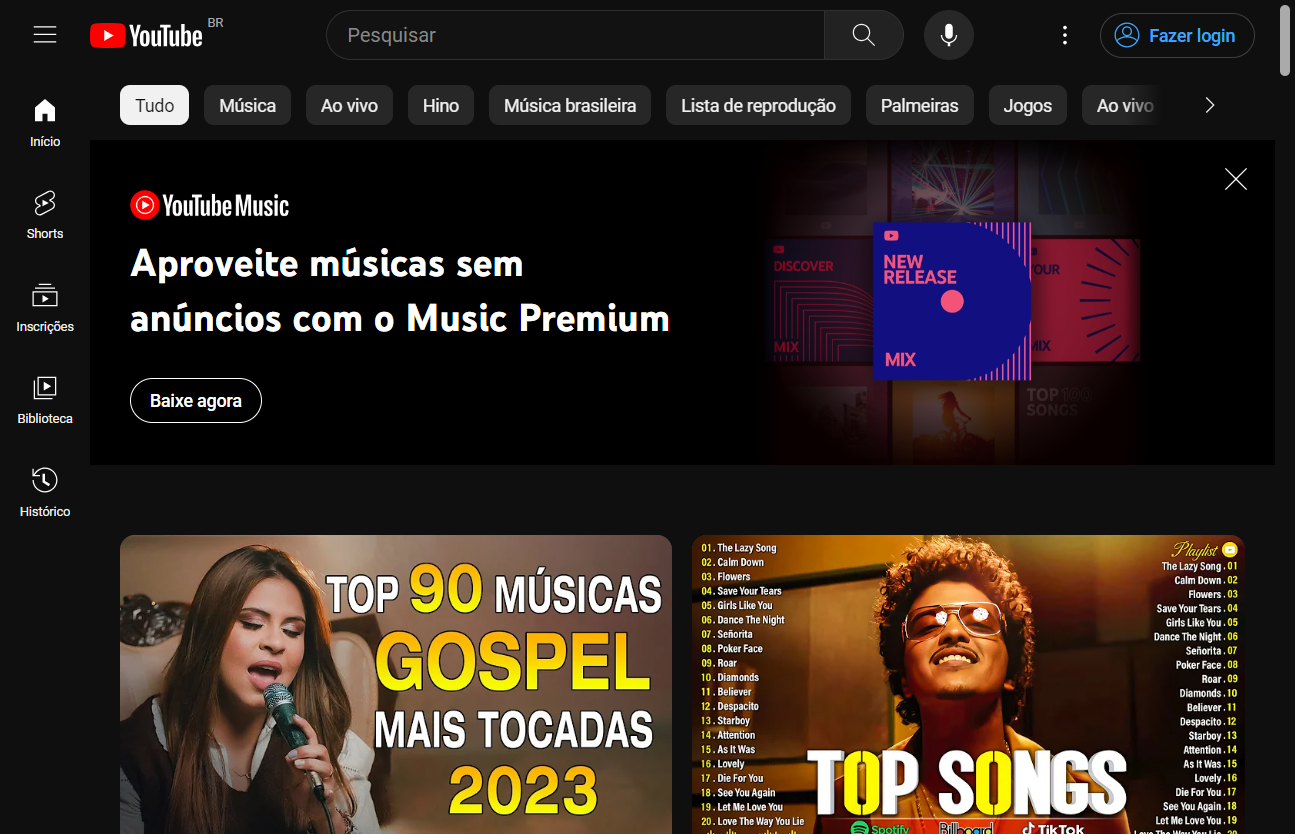 YouTube BR
Pesquisar
Fazer login
Tudo
Música
Ao vivo
Hino
Música brasileira
Lista de reprodução
Palmeiras
Jogos
Ao vivo
Início
Shorts
Inscrições
Biblioteca
Histórico
YouTube Music
Aproveite músicas sem
anúncios com o Music Premium
Baixe agora
DISCOVER
MIX
NEW
RELEASE
MIX
YOUR
MIX
TOP 100
SONGS
TOP 90 MÚSICAS
GOSPEL
MAIS TOCADAS
2023
01. The Lazy Song
02. Calm Down
03. Flowers
04. Save Your Tears
05. Girls Like You
06. Dance The Night
07. Señorita
08. Poker Face
09. Roar
10. Diamonds
11. Believer
12. Despacito
13. Starboy
14. Attention
15. As It Was
16. Lovely
17. Die For You
18. See You Again
19. Let Me Love You
20. Love The Way You Lie
Playlist
The Lazy Song . 01
Calm Down . 02
Flowers . 03
Save Your Tears . 04
Girls Like You . 05
Dance The Night . 06
Señorita . 07
Poker Face . 08
Roar . 09
Diamonds . 10
Believer . 11
Despacito . 12
Starboy . 13
Attention . 14
As It Was . 15
Lovely . 16
Die For You . 17
See You Again . 18
Let Me Love You . 19
Love The Way You Lie . 20
TOP SONGS
Spotify
Billboard
TikTok